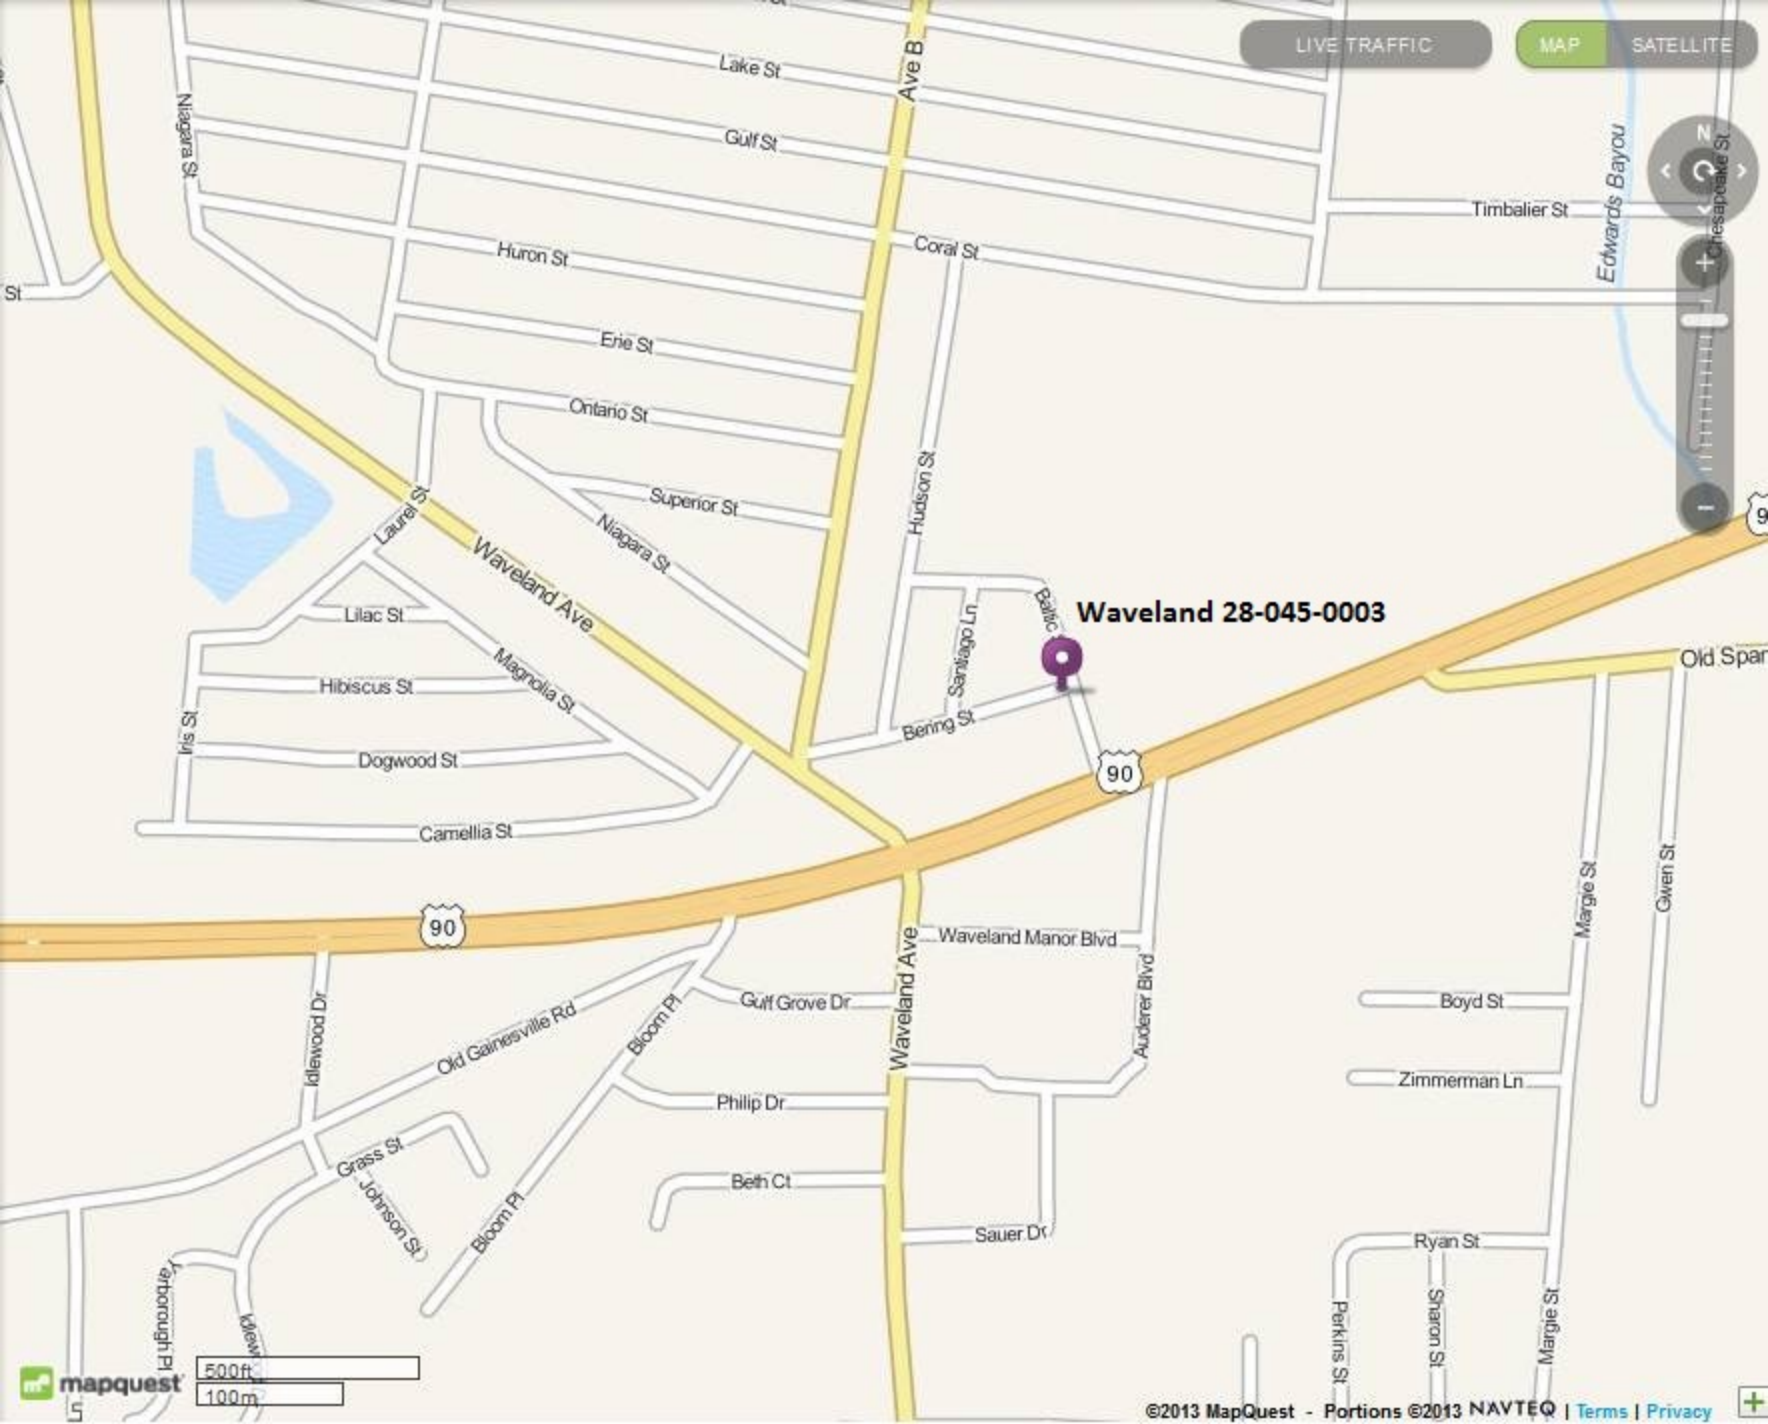 Lake St
Ave B
LIVE TRAFFIC
MAP
SATELLITE
Niagara St
Gulf St
N
Edwards Bayou
Chesapeake St
Timbalier St
Huron St
Coral St
St
Erie St
Ontario St
Laurel St
Superior St
Hudson St
Niagara St
Waveland Ave
9
Baltic
Waveland 28-045-0003
Lilac St
Santiago Ln
Magnolia St
Old Span
Hibiscus St
Iris St
Bering St
Dogwood St
90
Camellia St
90
Margie St
Gwen St
Waveland Manor Blvd
Waveland Ave
Auderer Blvd
Idlewood Dr
Gulf Grove Dr
Boyd St
Old Gainesville Rd
Bloom Pl
Zimmerman Ln
Philip Dr
Grass St
Beth Ct
Johnson St
Bloom Pl
Sauer Dr
Ryan St
Yarborough Pl
Idlew
Perkins St
Sharon St
Margie St
mapquest
500ft
100m
©2013 MapQuest - Portions ©2013 NAVTEQ | Terms | Privacy